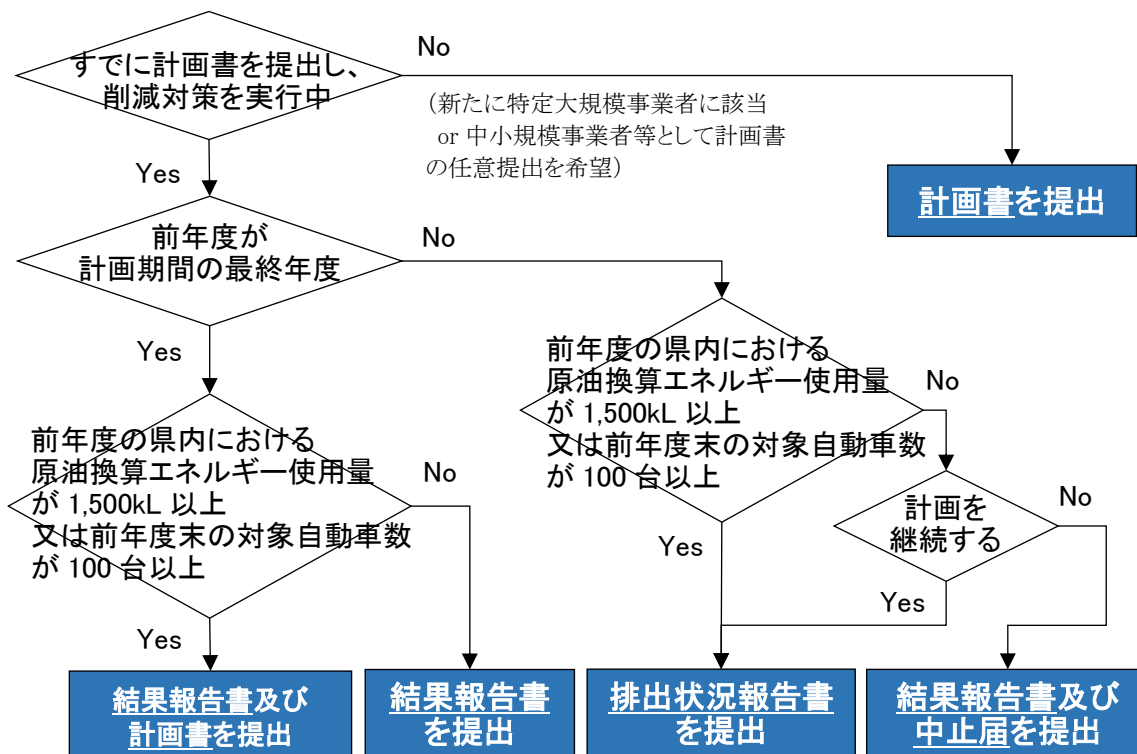 すでに計画書を提出し、
削減対策を実行中
No
（新たに特定大規模事業者に該当
or 中小規模事業者等として計画書
の任意提出を希望）
Yes
計画書を提出
前年度が
計画期間の最終年度
No
Yes
前年度の県内における
原油換算エネルギー使用量
が 1,500kL 以上
又は前年度末の対象自動車数
が 100 台以上
No
前年度の県内における
原油換算エネルギー使用量
が 1,500kL 以上
又は前年度末の対象自動車数
が 100 台以上
No
計画を
継続する
No
Yes
Yes
Yes
結果報告書及び
計画書を提出
結果報告書
を提出
排出状況報告書
を提出
結果報告書及び
中止届を提出